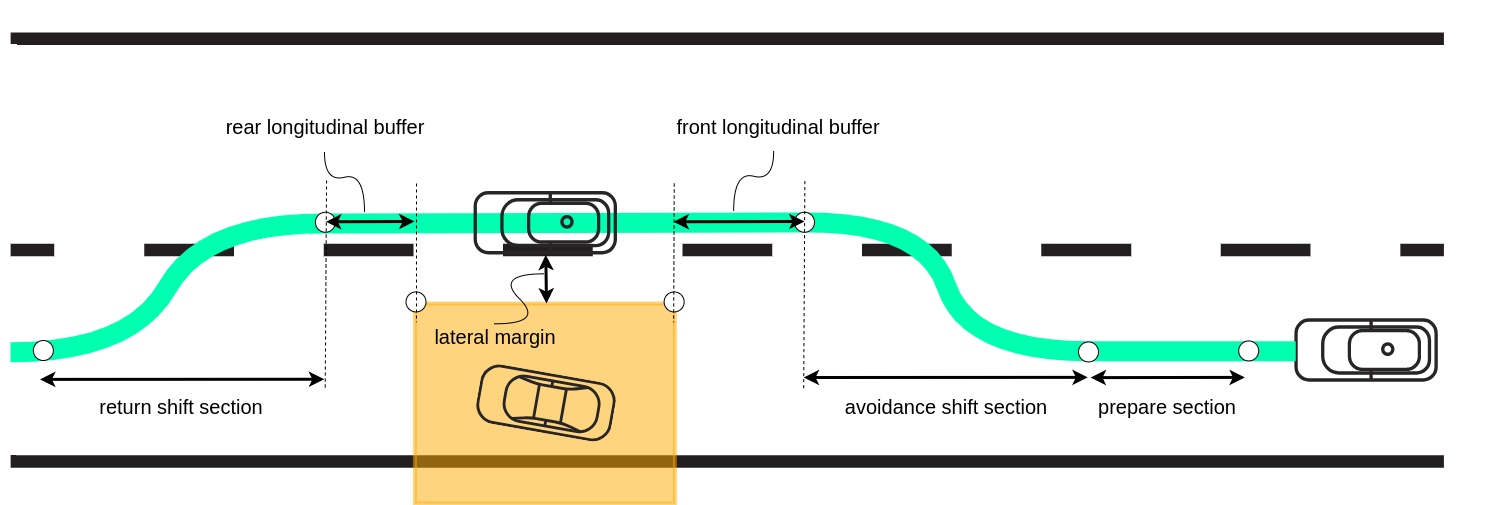 rear longitudinal buffer
front longitudinal buffer
lateral margin
return shift section
avoidance shift section
prepare section